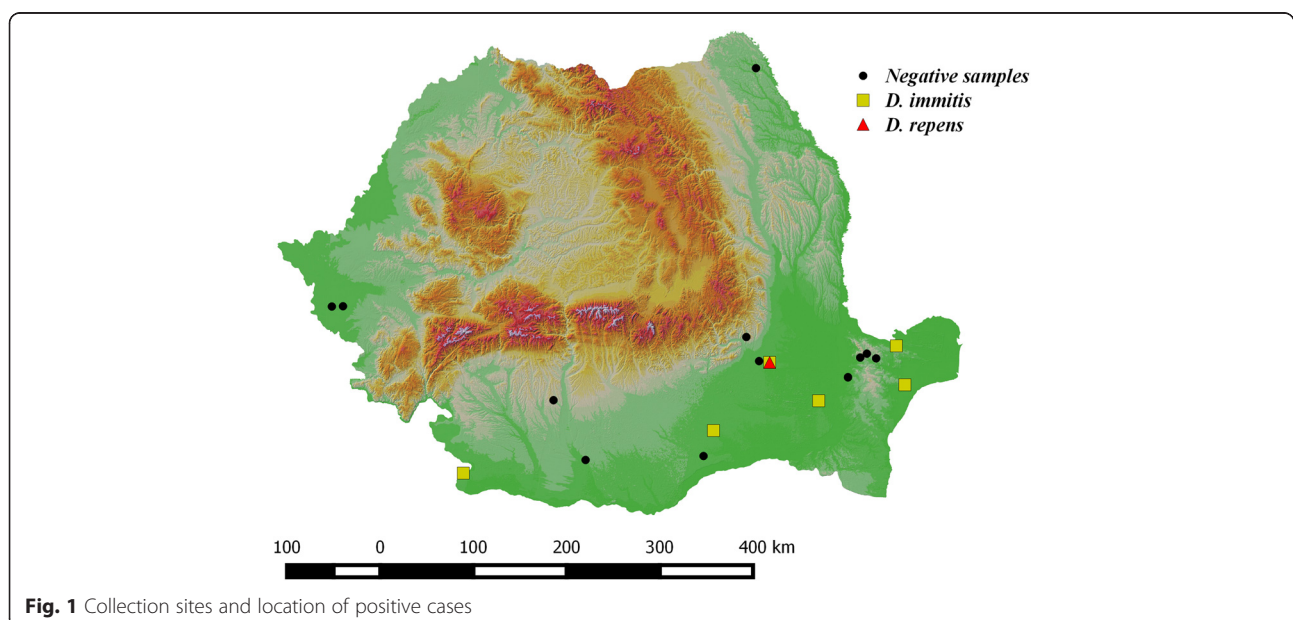 Negative samples
D. immitis
D. repens
100 0 100 200 300 400 km
Fig. 1 Collection sites and location of positive cases